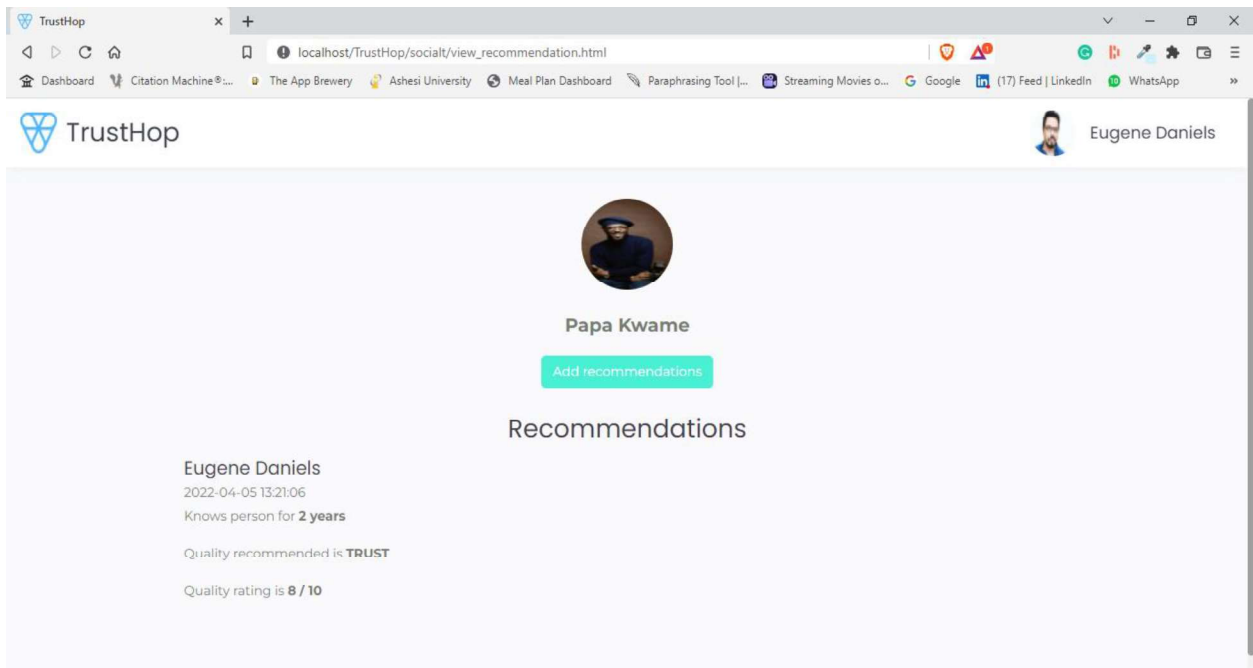 TrustHop
localhost/TrustHop/socialt/view_recommendation.html
Dashboard Citation Machine®:... The App Brewery Ashesi University Meal Plan Dashboard Paraphrasing Tool |... Streaming Movies o... Google (17) Feed | LinkedIn WhatsApp »
TrustHop Eugene Daniels
Papa Kwame
Add recommendations
Recommendations
Eugene Daniels
2022-04-05 13:21:06
Knows person for 2 years
Quality recommended is TRUST
Quality rating is 8 / 10